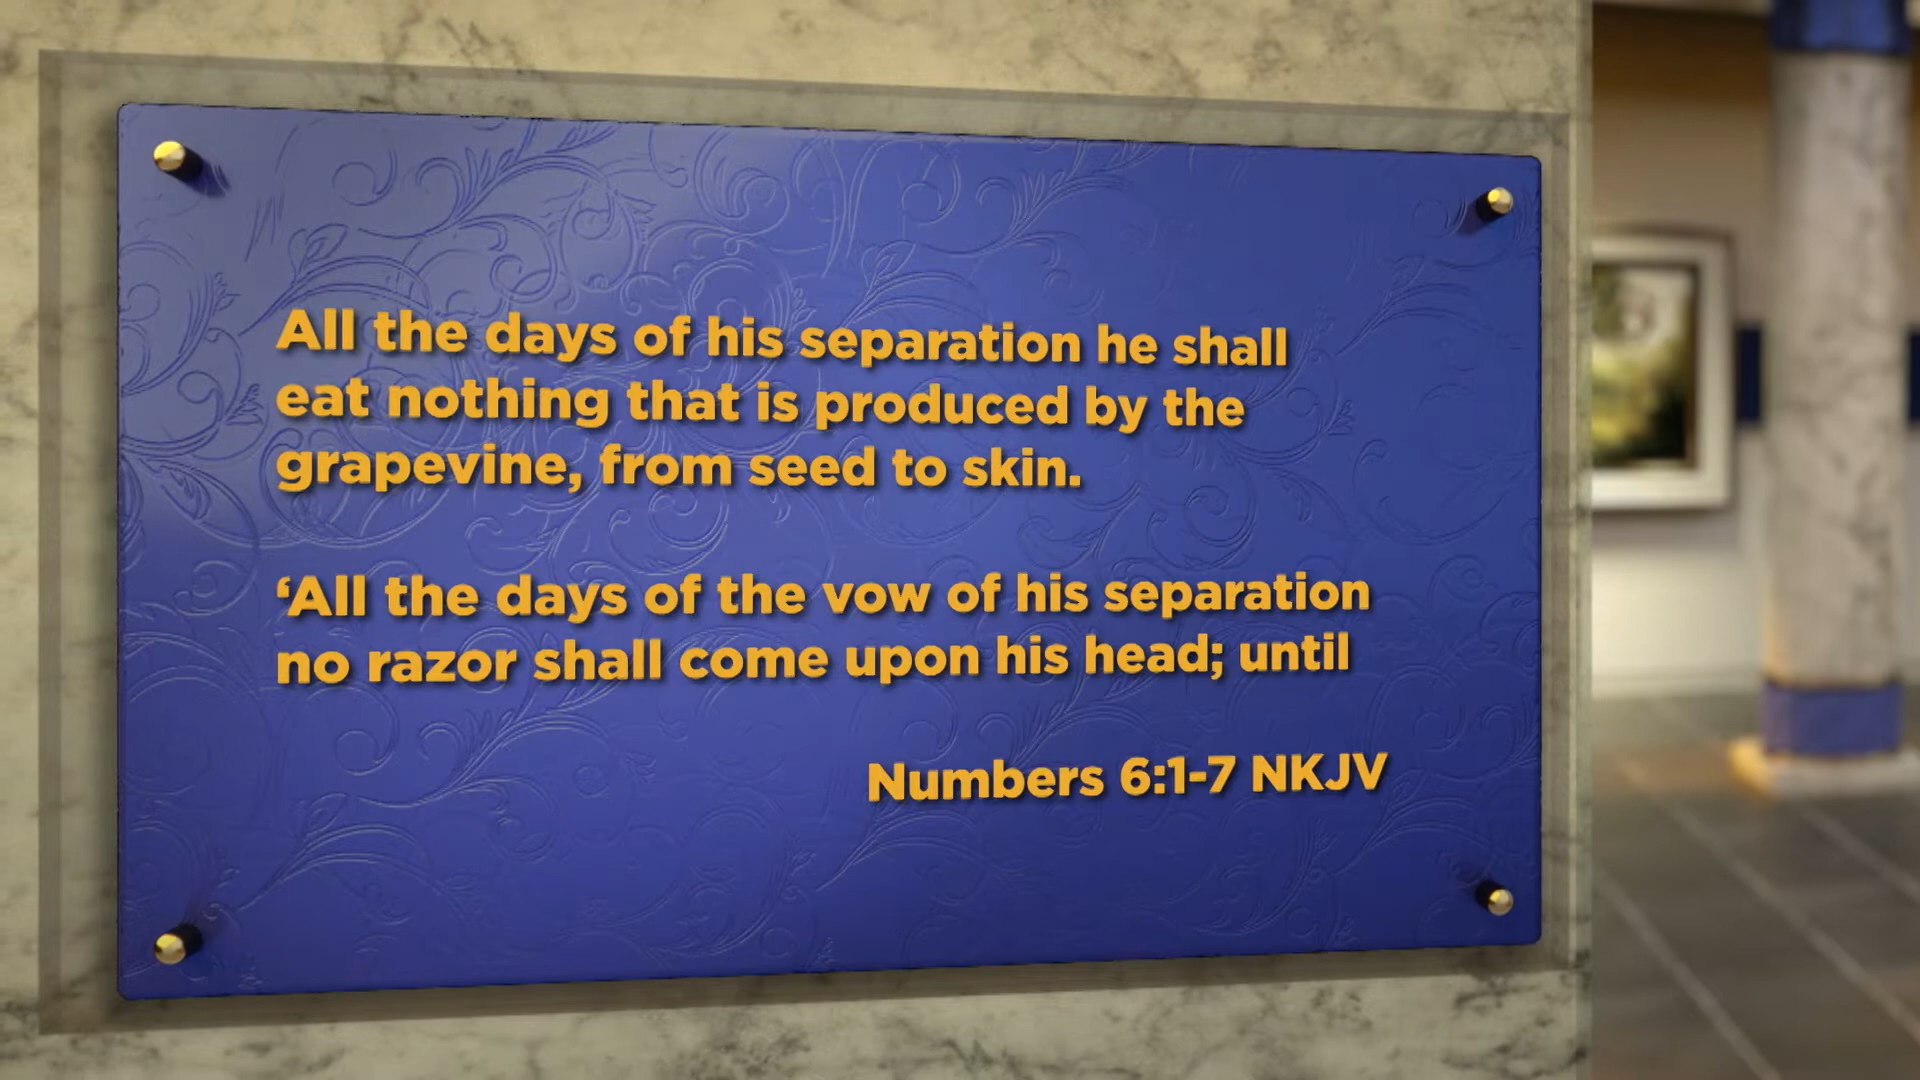 All the days of his separation he shall
eat nothing that is produced by the
grapevine, from seed to skin.
‘All the days of the vow of his separation
no razor shall come upon his head; until
Numbers 6:1-7 NKJV